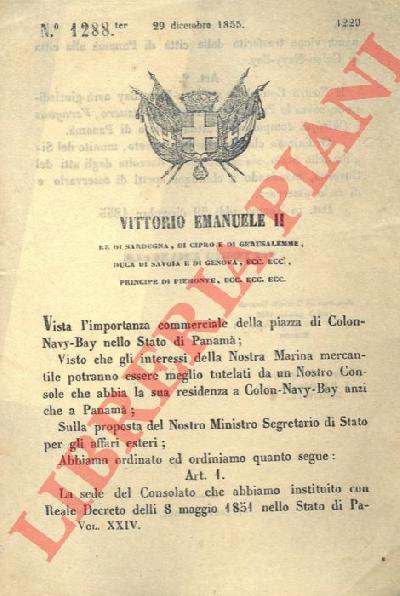 N.º 1288.ter 29 dicembre 1855. 1229
VITTORIO EMANUELE II
RE DI SARDEGNA, DI CIPRO E DI GERUSALEMME,
DUCA DI SAVOIA E DI GENOVA, ECC. ECC.,
PRINCIPE DI PIEMONTE, ECC. ECC. ECC.
Vista l'importanza commerciale della piazza di Colon-
Navy-Bay nello Stato di Panamà;
Visto che gli interessi della Nostra Marina mercan-
tile potranno essere meglio tutelati da un Nostro Con-
sole che abbia la sua residenza a Colon-Navy-Bay anzi
che a Panamà;
Sulla proposta del Nostro Ministro Segretario di Stato
per gli affari esteri;
Abbiamo ordinato ed ordiniamo quanto segue:
Art. 1.
La sede del Consolato che abbiamo instituito con
Reale Decreto delli 8 maggio 1851 nello Stato di Pa-
VOL. XXIV.
LIBRERIA PIANI